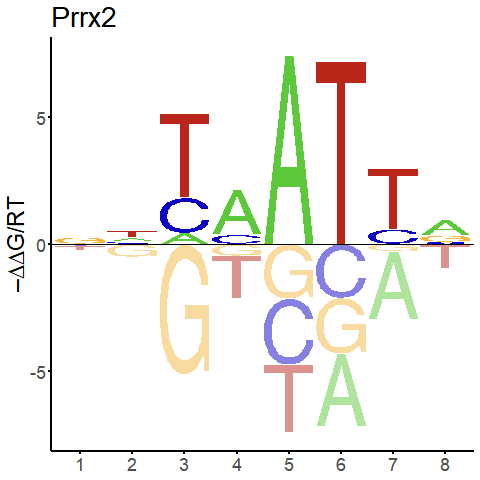 Prrx2
−ΔΔG/RT
5
0
-5
G T A
T T T C A A C A A T T C A G
T G G T G C T C G A A T
1 2 3 4 5 6 7 8